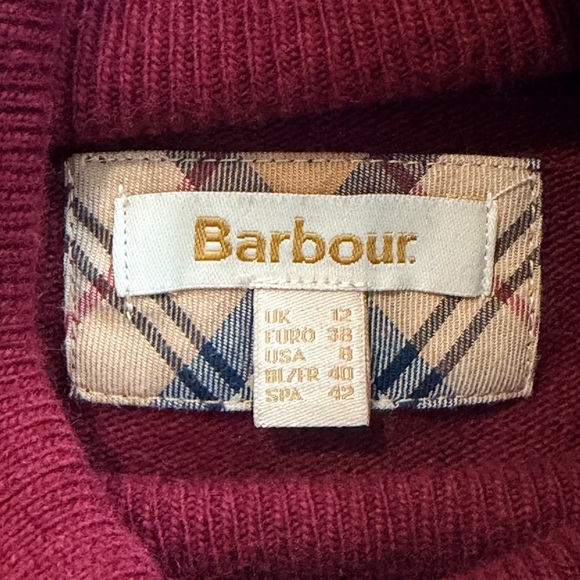 Barbour.
UK 12
EURO 38
USA 8
BL/FR 40
SPA 42